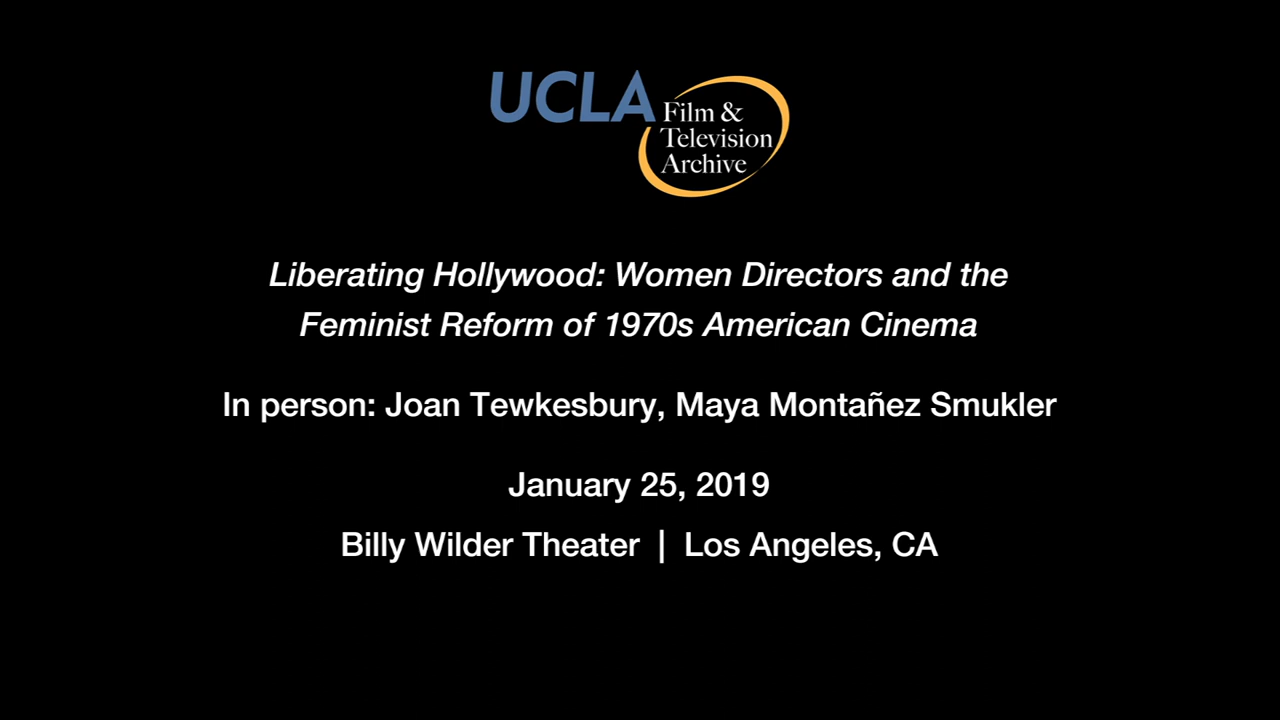 UCLA
Film &
Television
Archive
Liberating Hollywood: Women Directors and the
Feminist Reform of 1970s American Cinema
In person: Joan Tewkesbury, Maya Montañez Smukler
January 25, 2019
Billy Wilder Theater | Los Angeles, CA